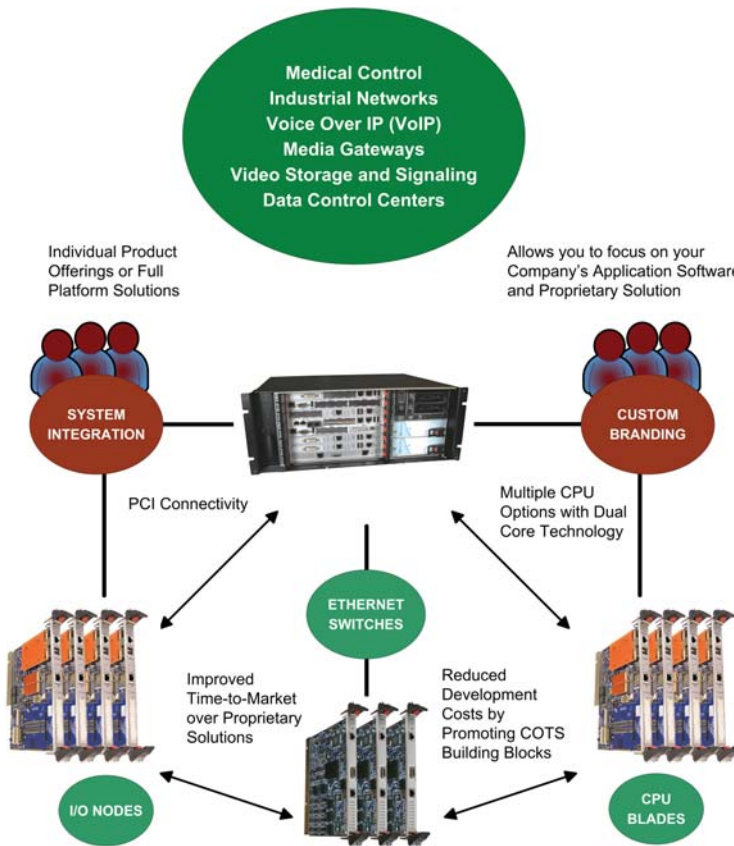 Medical Control
Industrial Networks
Voice Over IP (VoIP)
Media Gateways
Video Storage and Signaling
Data Control Centers
Individual Product
Offerings or Full
Platform Solutions
Allows you to focus on your
Company's Application Software
and Proprietary Solution
SYSTEM
INTEGRATION
CUSTOM
BRANDING
PCI Connectivity
Multiple CPU
Options with Dual
Core Technology
ETHERNET
SWITCHES
Improved
Time-to-Market
over Proprietary
Solutions
Reduced
Development
Costs by
Promoting COTS
Building Blocks
I/O NODES
CPU
BLADES